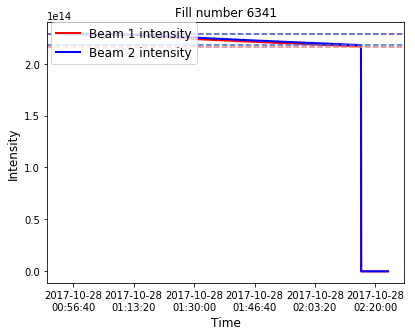 Fill number 6341
1e14
Beam 1 intensity
Beam 2 intensity
2.0
1.5
1.0
0.5
0.0
Intensity
2017-10-28
00:56:40
2017-10-28
01:13:20
2017-10-28
01:30:00
2017-10-28
01:46:40
2017-10-28
02:03:20
2017-10-28
02:20:00
Time